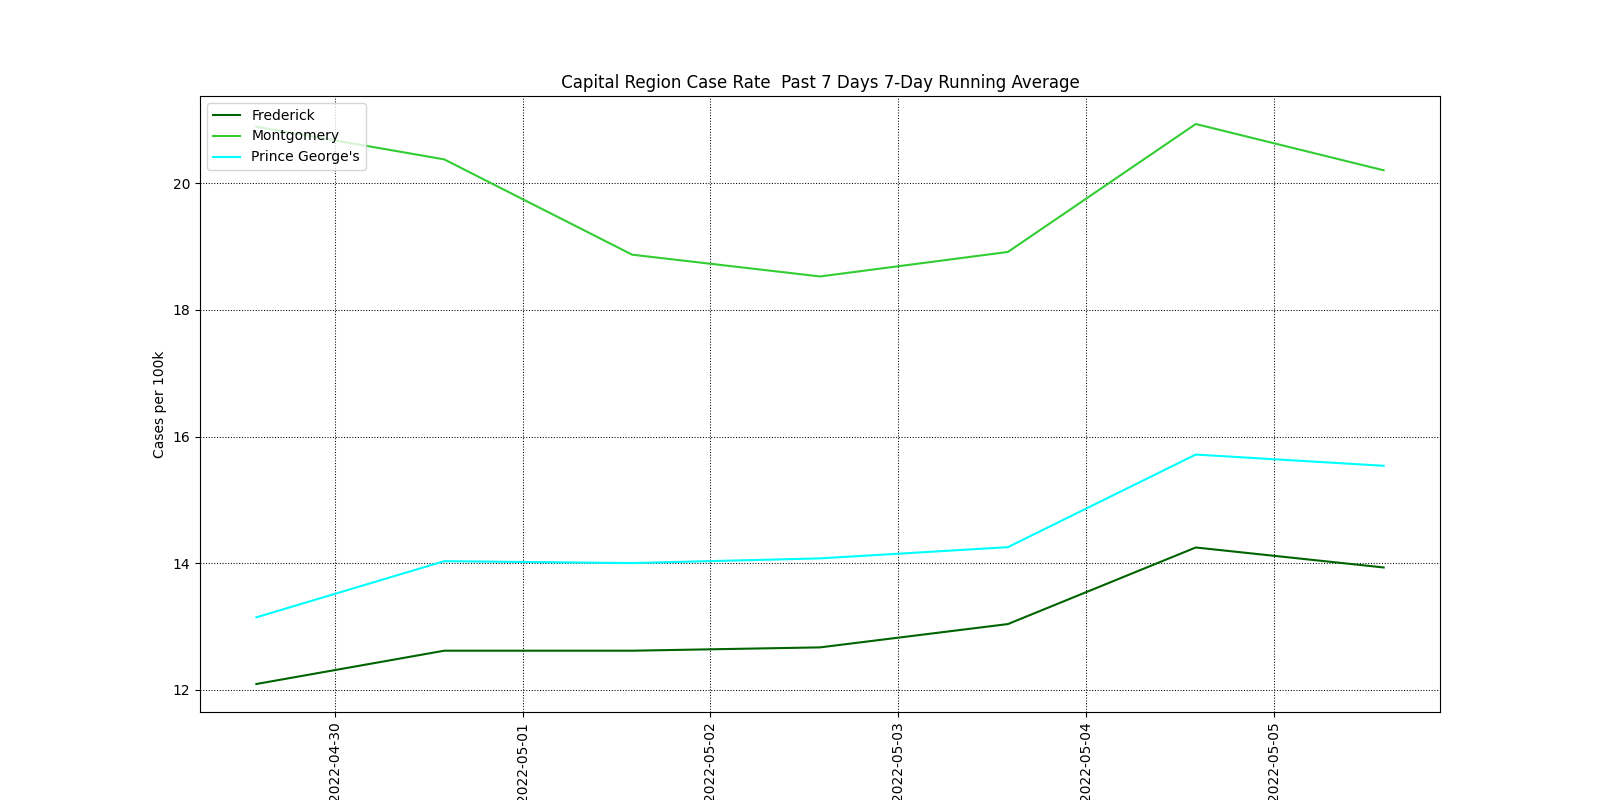 Capital Region Case Rate  Past 7 Days 7-Day Running Average
Frederick
Montgomery
Prince George's
Cases per 100k
20
18
16
14
12
2022-04-30
2022-05-01
2022-05-02
2022-05-03
2022-05-04
2022-05-05